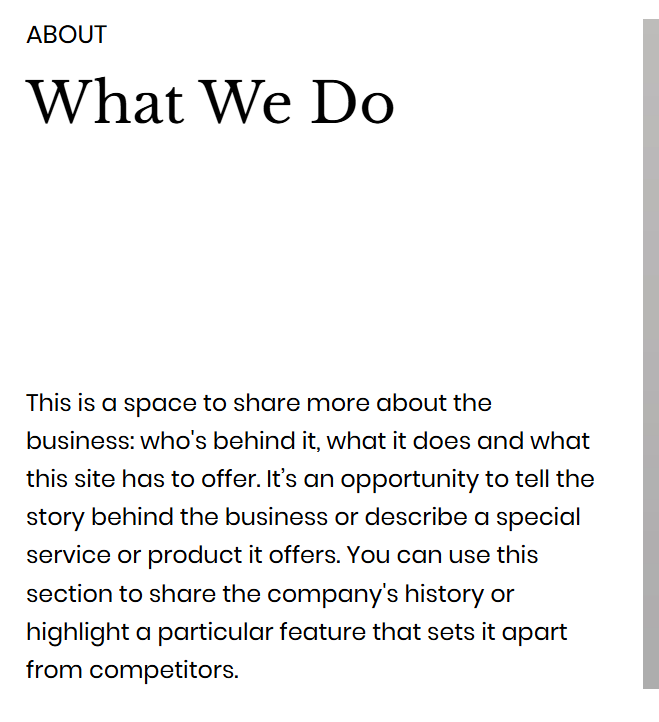 ABOUT
What We Do
This is a space to share more about the
business: who's behind it, what it does and what
this site has to offer. It’s an opportunity to tell the
story behind the business or describe a special
service or product it offers. You can use this
section to share the company's history or
highlight a particular feature that sets it apart
from competitors.